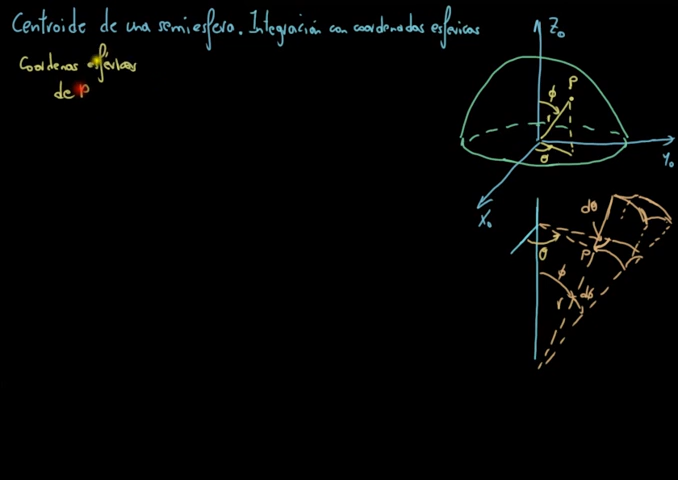 Centroide de una semiesfera. Integración con coordenadas esféricas
Coordenas esféricas
de P
Z₀
P
ϕ
r
θ
Y₀
X₀
dθ
θ
P
ϕ
r
dϕ